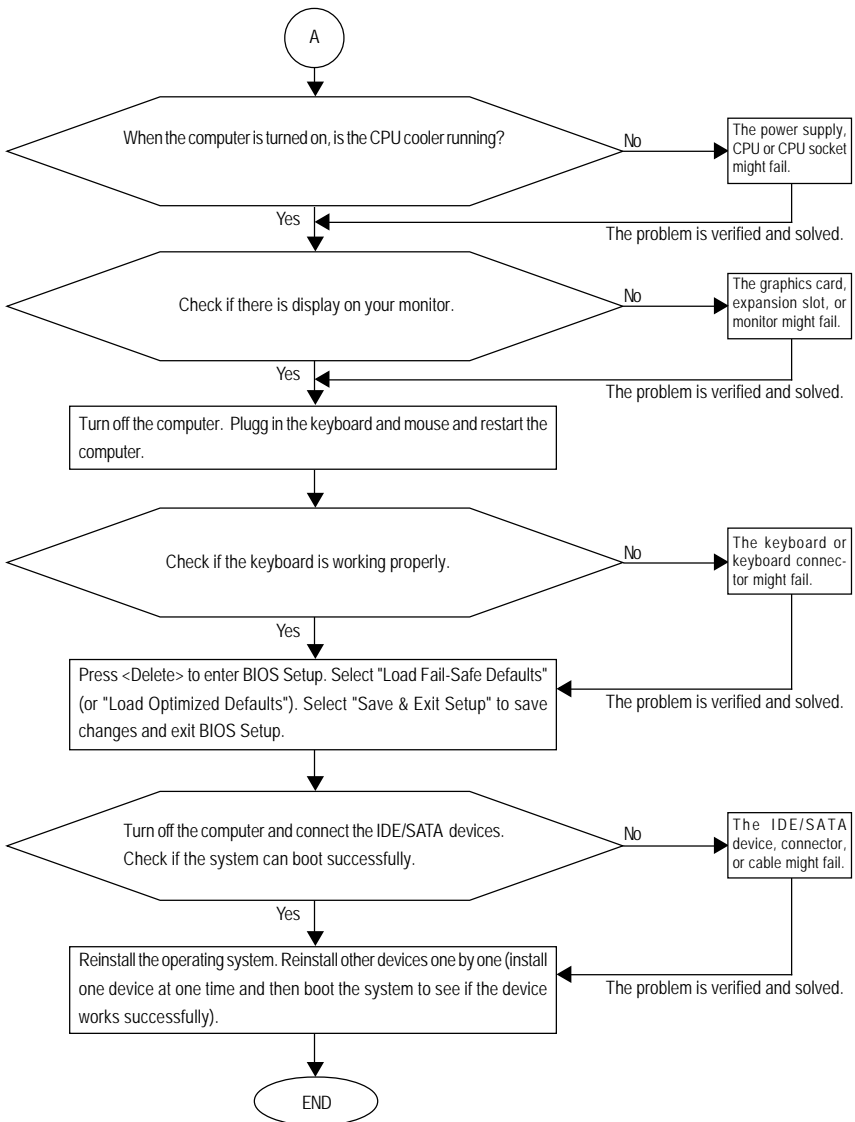 A
When the computer is turned on, is the CPU cooler running?
No
The power supply,
CPU or CPU socket
might fail.
Yes
The problem is verified and solved.
Check if there is display on your monitor.
No
The graphics card,
expansion slot, or
monitor might fail.
Yes
The problem is verified and solved.
Turn off the computer. Plugg in the keyboard and mouse and restart the
computer.
Check if the keyboard is working properly.
No
The keyboard or
keyboard connec-
tor might fail.
Yes
Press <Delete> to enter BIOS Setup. Select "Load Fail-Safe Defaults"
(or "Load Optimized Defaults"). Select "Save & Exit Setup" to save
changes and exit BIOS Setup.
The problem is verified and solved.
Turn off the computer and connect the IDE/SATA devices.
Check if the system can boot successfully.
No
The IDE/SATA
device, connector,
or cable might fail.
Yes
Reinstall the operating system. Reinstall other devices one by one (install
one device at one time and then boot the system to see if the device
works successfully).
The problem is verified and solved.
END